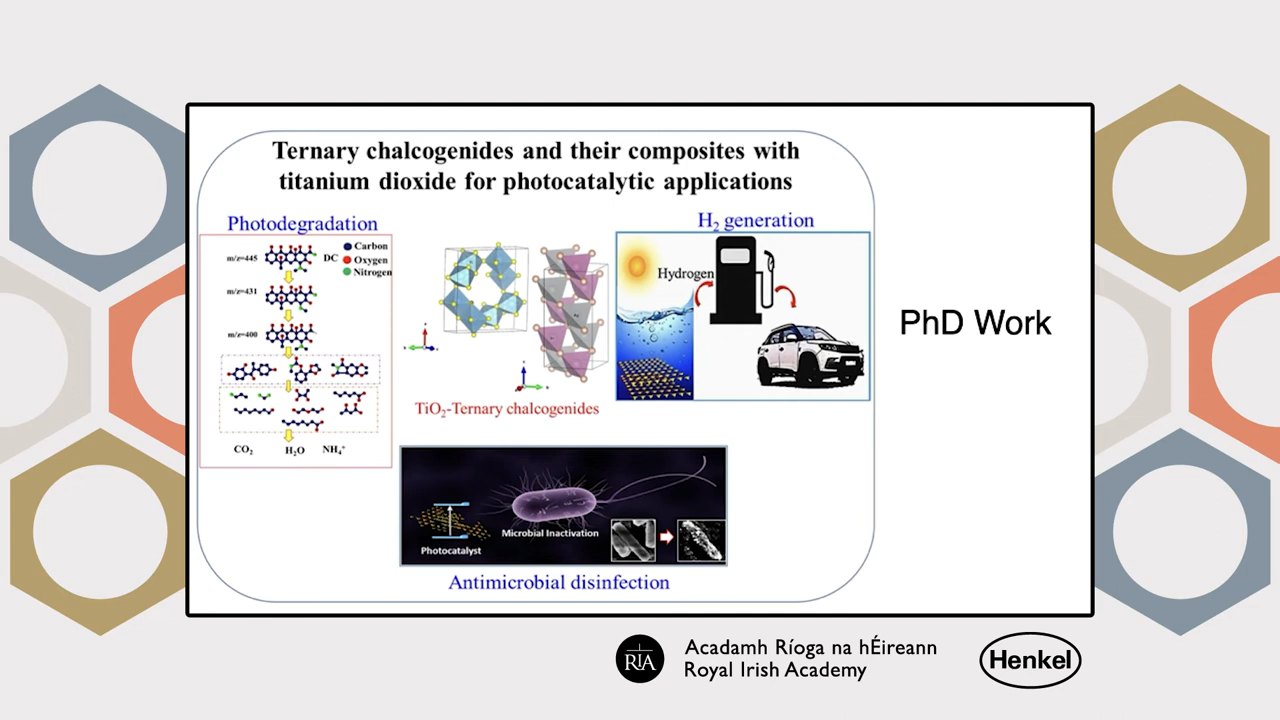 Ternary chalcogenides and their composites with
titanium dioxide for photocatalytic applications
Photodegradation
m/z=445
DC
Carbon
Oxygen
Nitrogen
m/z=431
m/z=400
CO₂
H₂O
NH₄⁺
TiO₂-Ternary chalcogenides
H₂ generation
Hydrogen
Photocatalyst
Microbial Inactivation
Antimicrobial disinfection
PhD Work
RIA
Acadamh Ríoga na hÉireann
Royal Irish Academy
Henkel